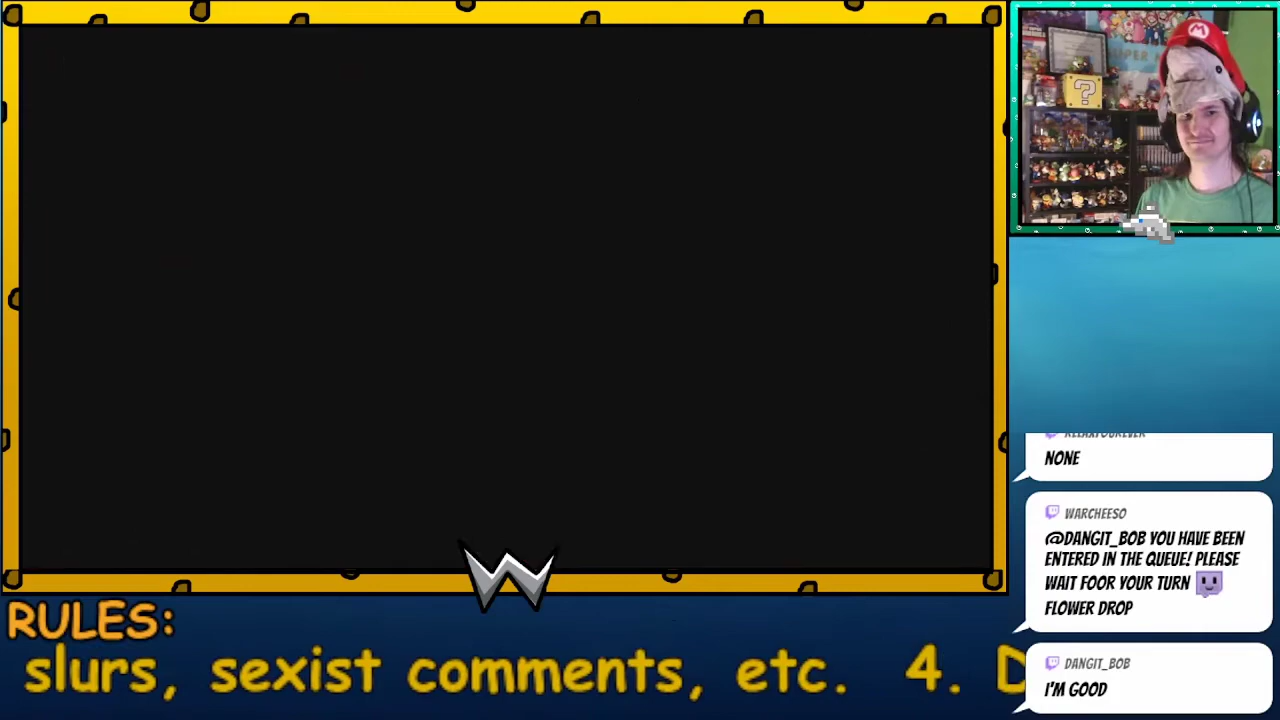 NONE
WARCHEESO
@DANGIT_BOB YOU HAVE BEEN
ENTERED IN THE QUEUE! PLEASE
WAIT FOOR YOUR TURN
FLOWER DROP
DANGIT_BOB
I'M GOOD
RULES:
slurs, sexist comments, etc. 4.